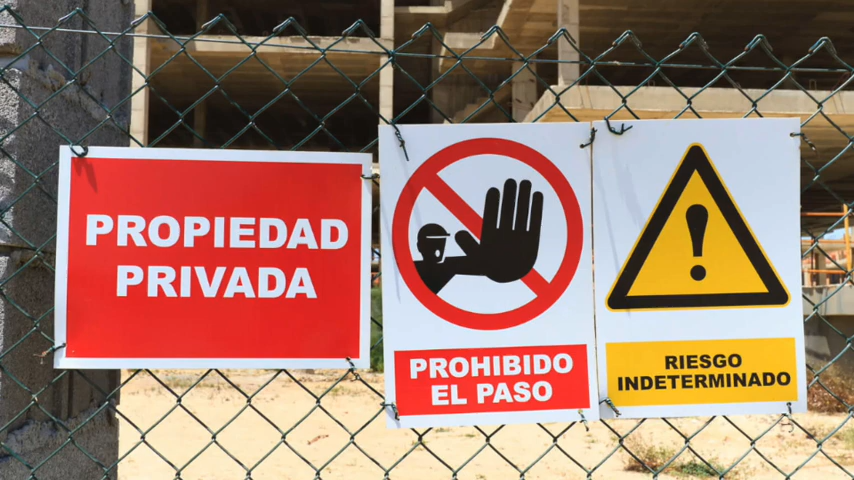 PROPIEDAD
PRIVADA
PROHIBIDO
EL PASO
RIESGO
INDETERMINADO